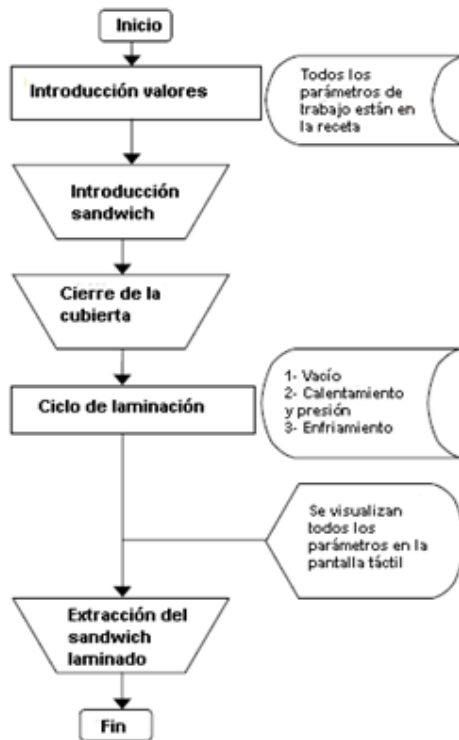 Inicio
Introducción valores
Todos los
parámetros de
trabajo están en
la receta
Introducción
sandwich
Cierre de la
cubierta
Ciclo de laminación
1- Vacío
2- Calentamiento
y presión
3- Enfriamiento
Se visualizan
todos los
parámetros en la
pantalla táctil
Extracción del
sandwich
laminado
Fin